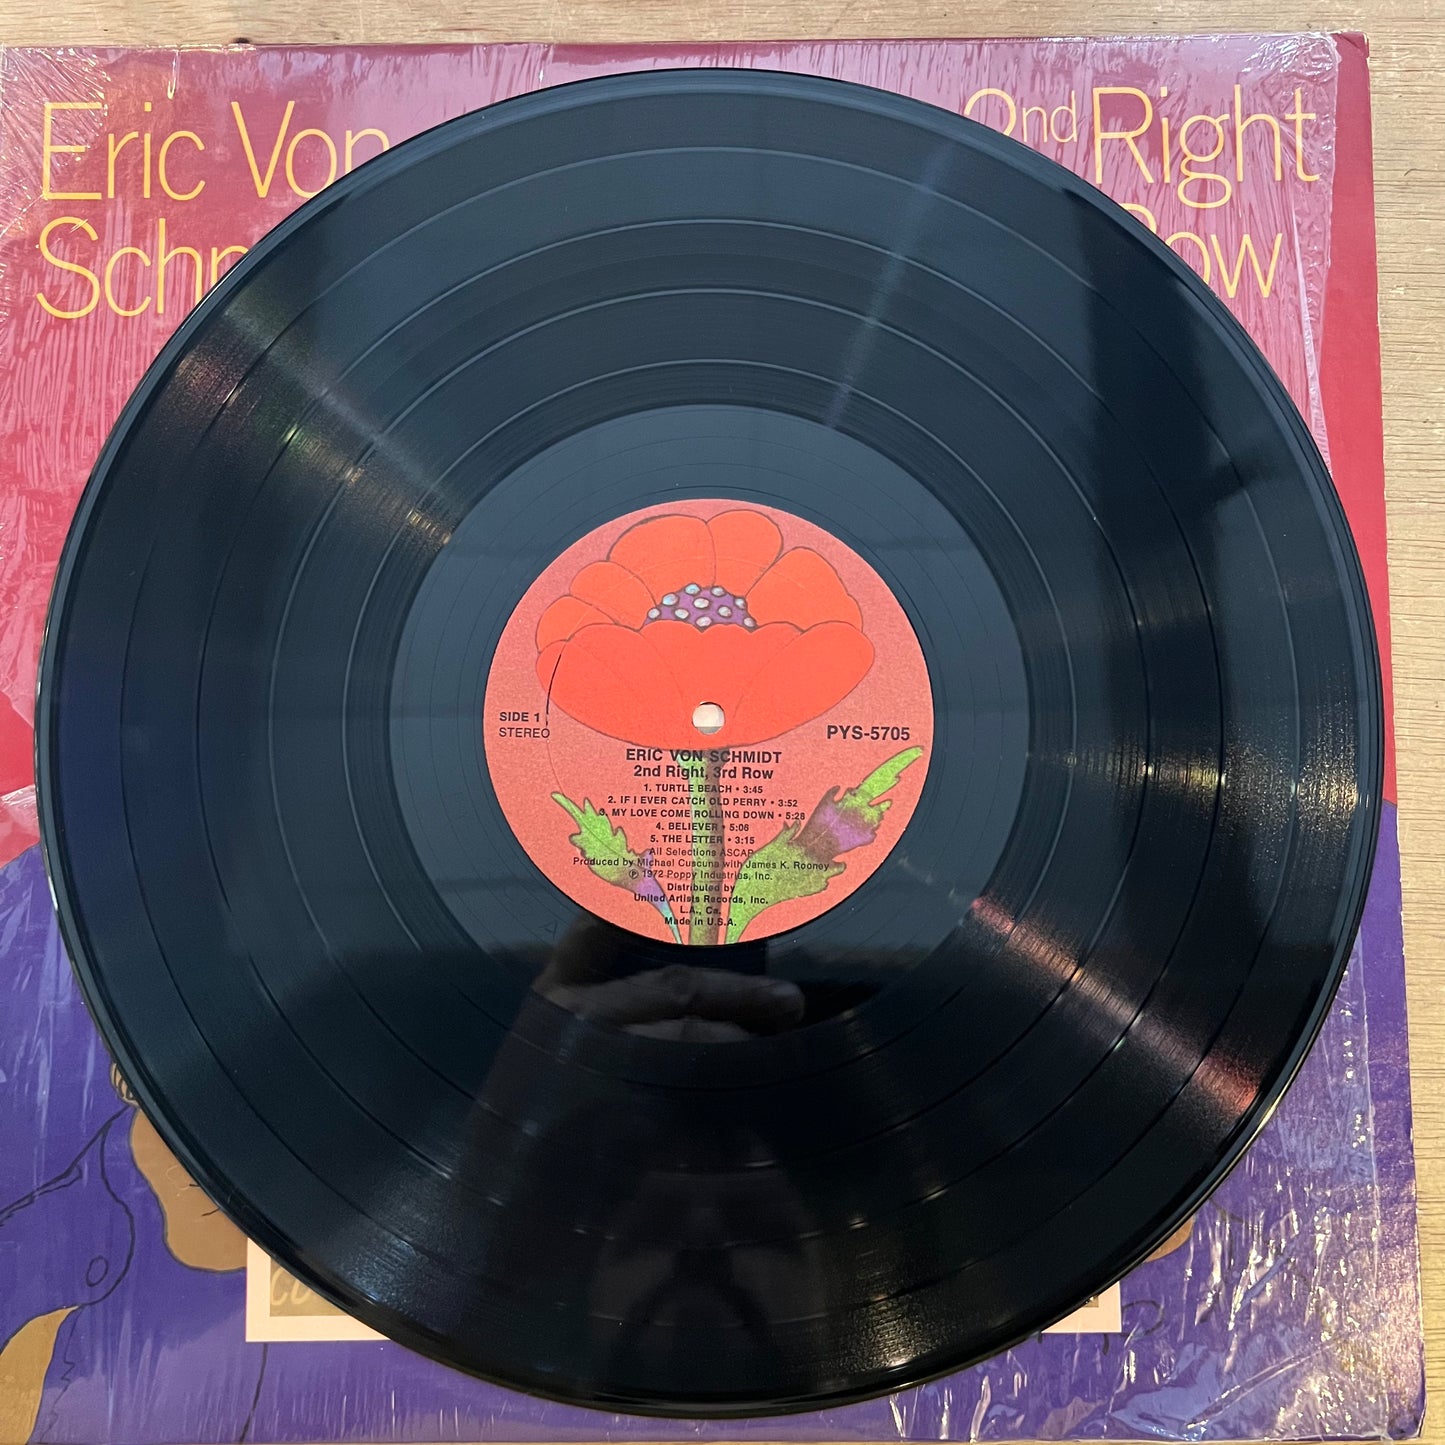 Eric Von
2nd Right
Row
SIDE 1
STEREO
PYS-5705
ERIC VON SCHMIDT
2nd Right, 3rd Row
1. TURTLE BEACH • 3:45
2. IF I EVER CATCH OLD PERRY • 3:52
3. MY LOVE COME ROLLING DOWN • 5:28
4. BELIEVER • 5:06
5. THE LETTER • 3:15
All Selections ASCAP
Produced by Michael Cuscuna with James K. Rooney
℗ 1972 Poppy Industries, Inc.
Distributed by
United Artists Records, Inc.
L.A., Ca.
Made in U.S.A.